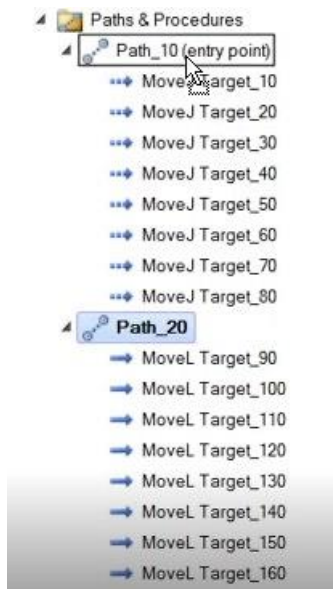 Paths & Procedures
Path_10 (entry point)
MoveJ Target_10
MoveJ Target_20
MoveJ Target_30
MoveJ Target_40
MoveJ Target_50
MoveJ Target_60
MoveJ Target_70
MoveJ Target_80
Path_20
MoveL Target_90
MoveL Target_100
MoveL Target_110
MoveL Target_120
MoveL Target_130
MoveL Target_140
MoveL Target_150
MoveL Target_160